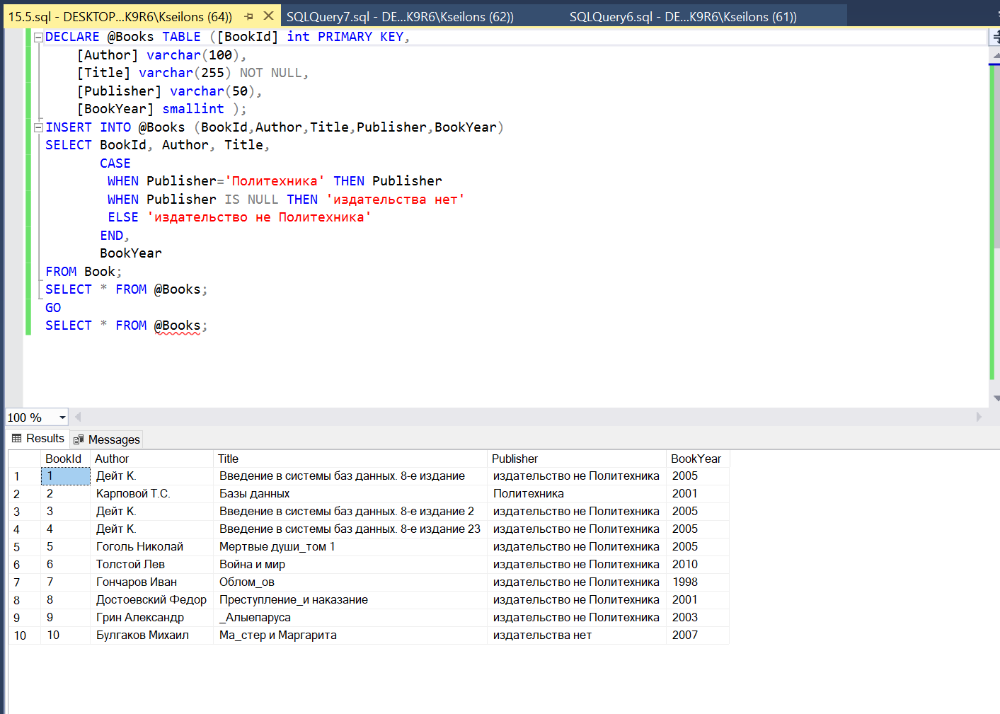 15.5.sql - DESKTOP...K9R6\Kseilons (64)) SQLQuery7.sql - DE...K9R6\Kseilons (62)) SQLQuery6.sql - DE...K9R6\Kseilons (61))
DECLARE @Books TABLE ([BookId] int PRIMARY KEY,
[Author] varchar(100),
[Title] varchar(255) NOT NULL,
[Publisher] varchar(50),
[BookYear] smallint );
INSERT INTO @Books (BookId,Author,Title,Publisher,BookYear)
SELECT BookId, Author, Title,
CASE
WHEN Publisher='Политехника' THEN Publisher
WHEN Publisher IS NULL THEN 'издательства нет'
ELSE 'издательство не Политехника'
END,
BookYear
FROM Book;
SELECT * FROM @Books;
GO
SELECT * FROM @Books;
100 %
Results Messages
BookId Author Title Publisher BookYear
1 1 Дейт К. Введение в системы баз данных. 8-е издание издательство не Политехника 2005
2 2 Карповой Т.С. Базы данных Политехника 2001
3 3 Дейт К. Введение в системы баз данных. 8-е издание 2 издательство не Политехника 2005
4 4 Дейт К. Введение в системы баз данных. 8-е издание 23 издательство не Политехника 2005
5 5 Гоголь Николай Мертвые души_том 1 издательство не Политехника 2005
6 6 Толстой Лев Война и мир издательство не Политехника 2010
7 7 Гончаров Иван Облом_ов издательство не Политехника 1998
8 8 Достоевский Федор Преступление_и наказание издательство не Политехника 2001
9 9 Грин Александр _Алыепаруса издательство не Политехника 2003
10 10 Булгаков Михаил Ма_стер и Маргарита издательства нет 2007